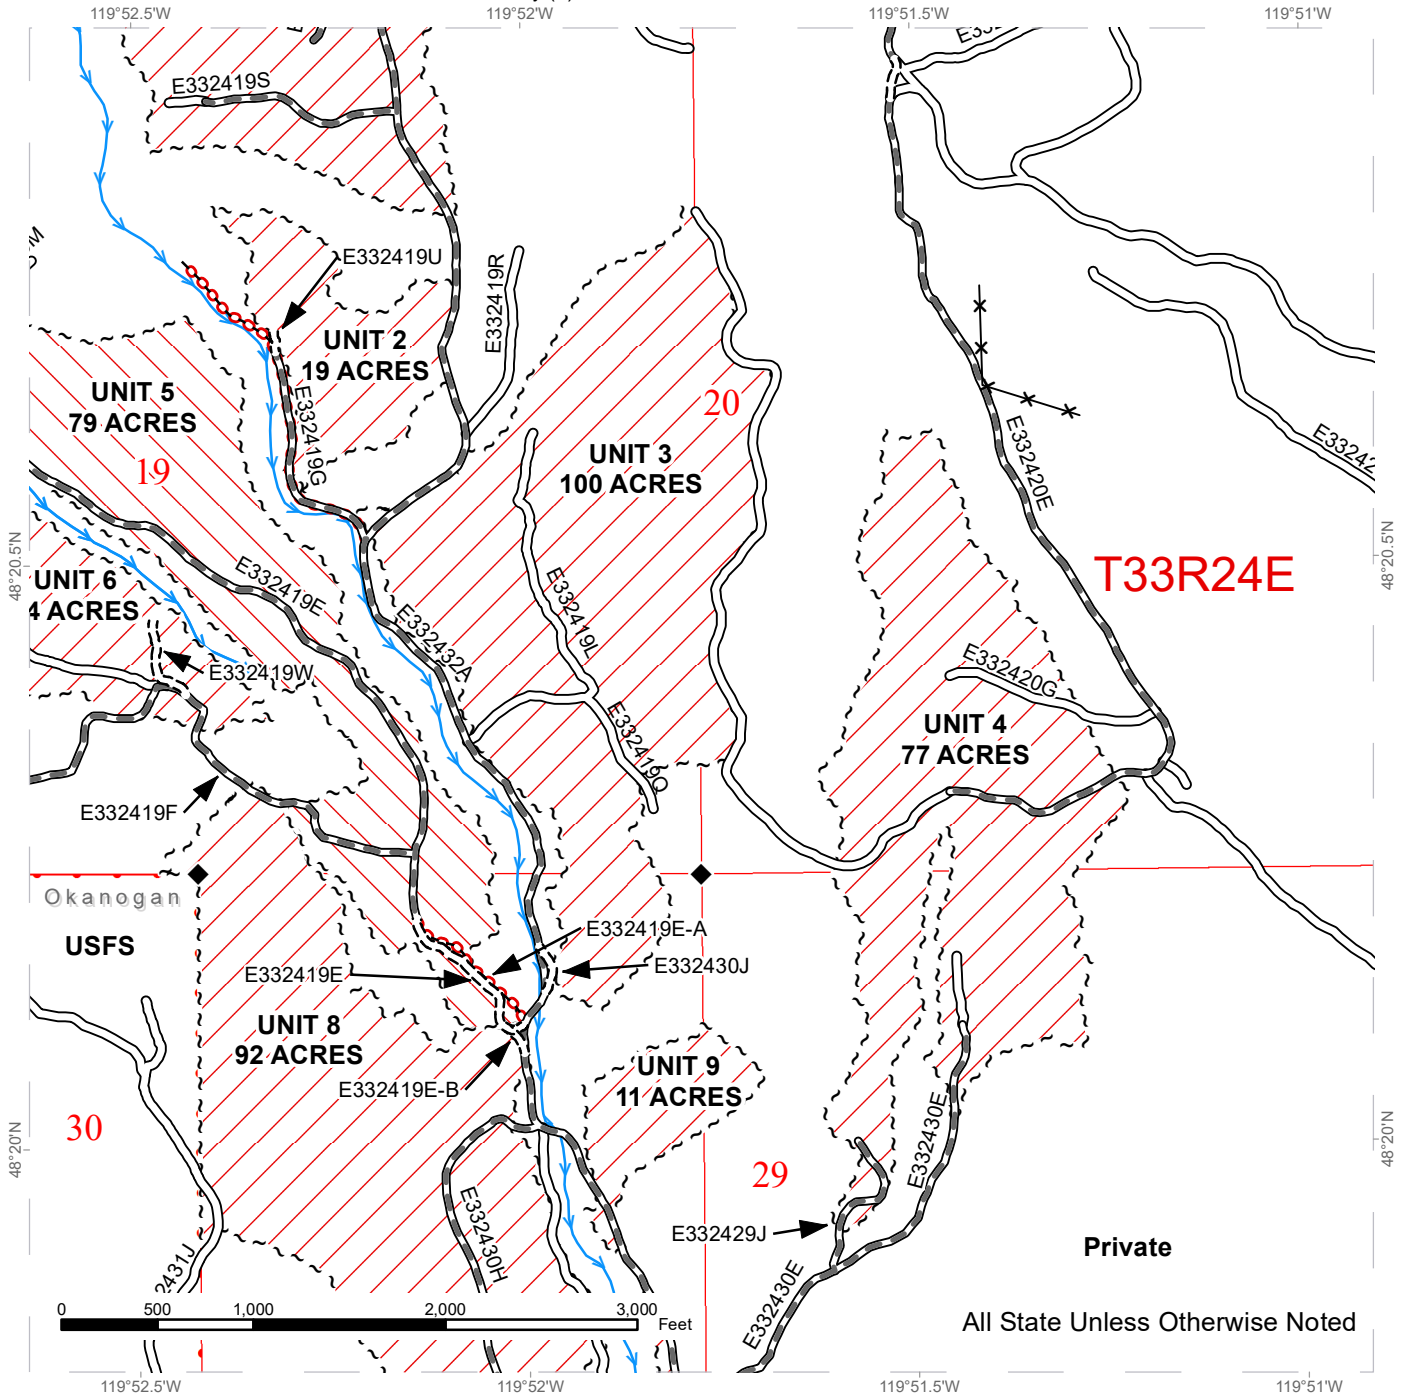 119°52.5'W
119°52'W
119°51.5'W
119°51'W
E332419S
E332419U
E332419R
UNIT 2
19 ACRES
UNIT 5
79 ACRES
E332419G
20
UNIT 3
100 ACRES
19
E332420E
T33R24E
48°20.5'N
48°20.5'N
UNIT 6
4 ACRES
E332419E
E332419L
E332432A
E332419W
E332420G
E332419Q
UNIT 4
77 ACRES
E332419F
Okanogan
USFS
E332419E-A
E332419E
E332430J
UNIT 8
92 ACRES
E332419E-B
UNIT 9
11 ACRES
30
29
48°20'N
48°20'N
E332430E
E332429J
E332430H
2431J
E332430E
Private
0 500 1,000 2,000 3,000
Feet
All State Unless Otherwise Noted
119°52.5'W
119°52'W
119°51.5'W
119°51'W